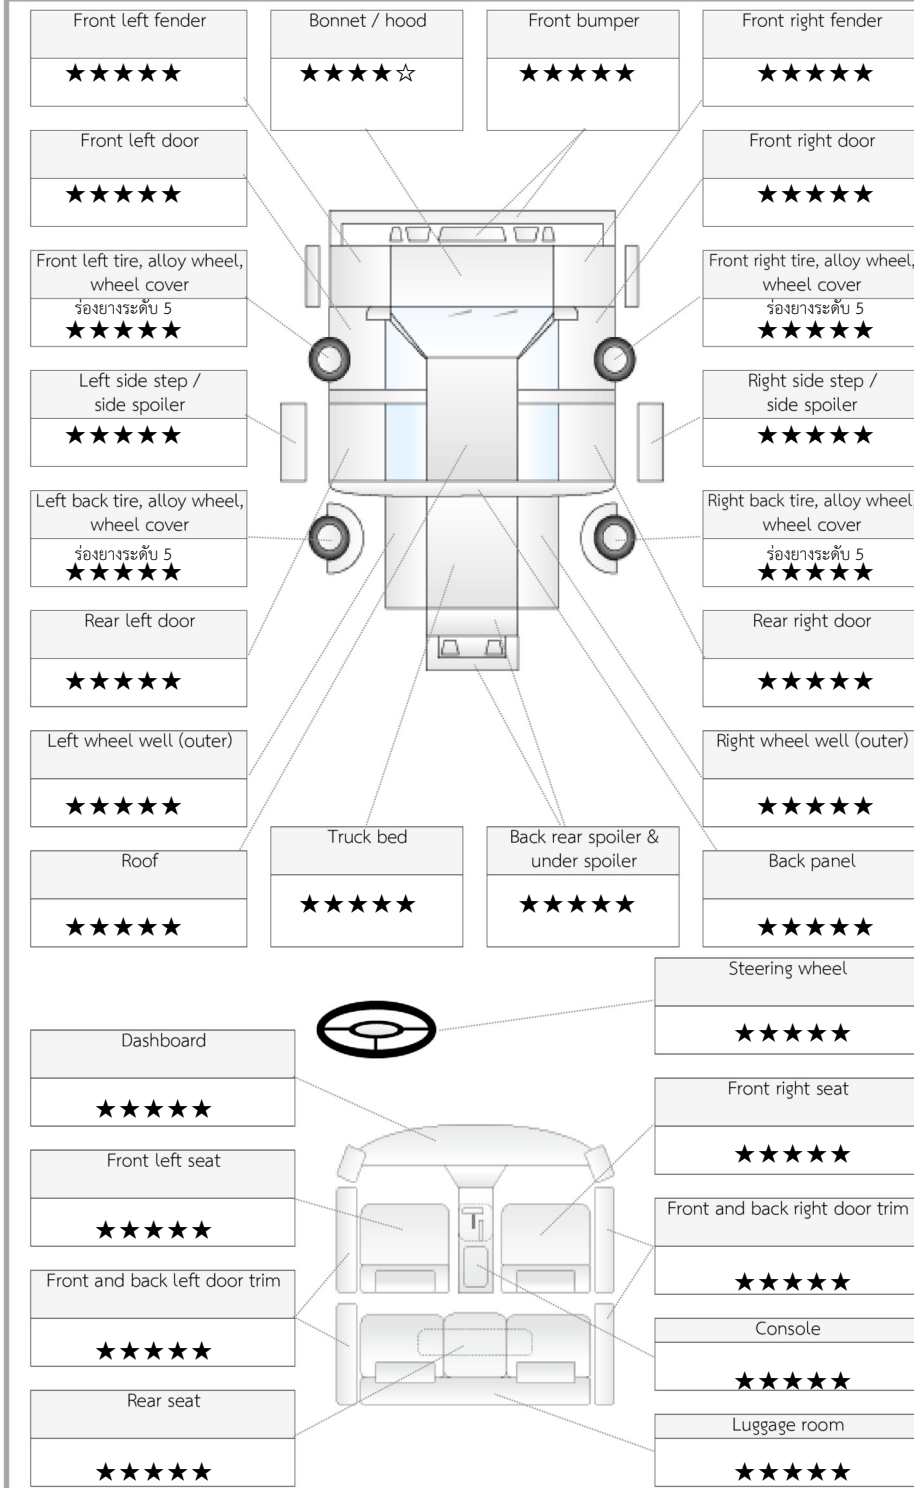 Front left fender
★★★★★
Bonnet / hood
★★★★☆
Front bumper
★★★★★
Front right fender
★★★★★
Front left door
★★★★★
Front right door
★★★★★
Front left tire, alloy wheel,
wheel cover
ร่องยางระดับ 5
★★★★★
Front right tire, alloy wheel,
wheel cover
ร่องยางระดับ 5
★★★★★
Left side step /
side spoiler
★★★★★
Right side step /
side spoiler
★★★★★
Left back tire, alloy wheel,
wheel cover
ร่องยางระดับ 5
★★★★★
Right back tire, alloy wheel
wheel cover
ร่องยางระดับ 5
★★★★★
Rear left door
★★★★★
Rear right door
★★★★★
Left wheel well (outer)
★★★★★
Right wheel well (outer)
★★★★★
Roof
★★★★★
Truck bed
★★★★★
Back rear spoiler &
under spoiler
★★★★★
Back panel
★★★★★
Steering wheel
★★★★★
Dashboard
★★★★★
Front right seat
★★★★★
Front left seat
★★★★★
Front and back right door trim
★★★★★
Front and back left door trim
★★★★★
Console
★★★★★
Rear seat
★★★★★
Luggage room
★★★★★